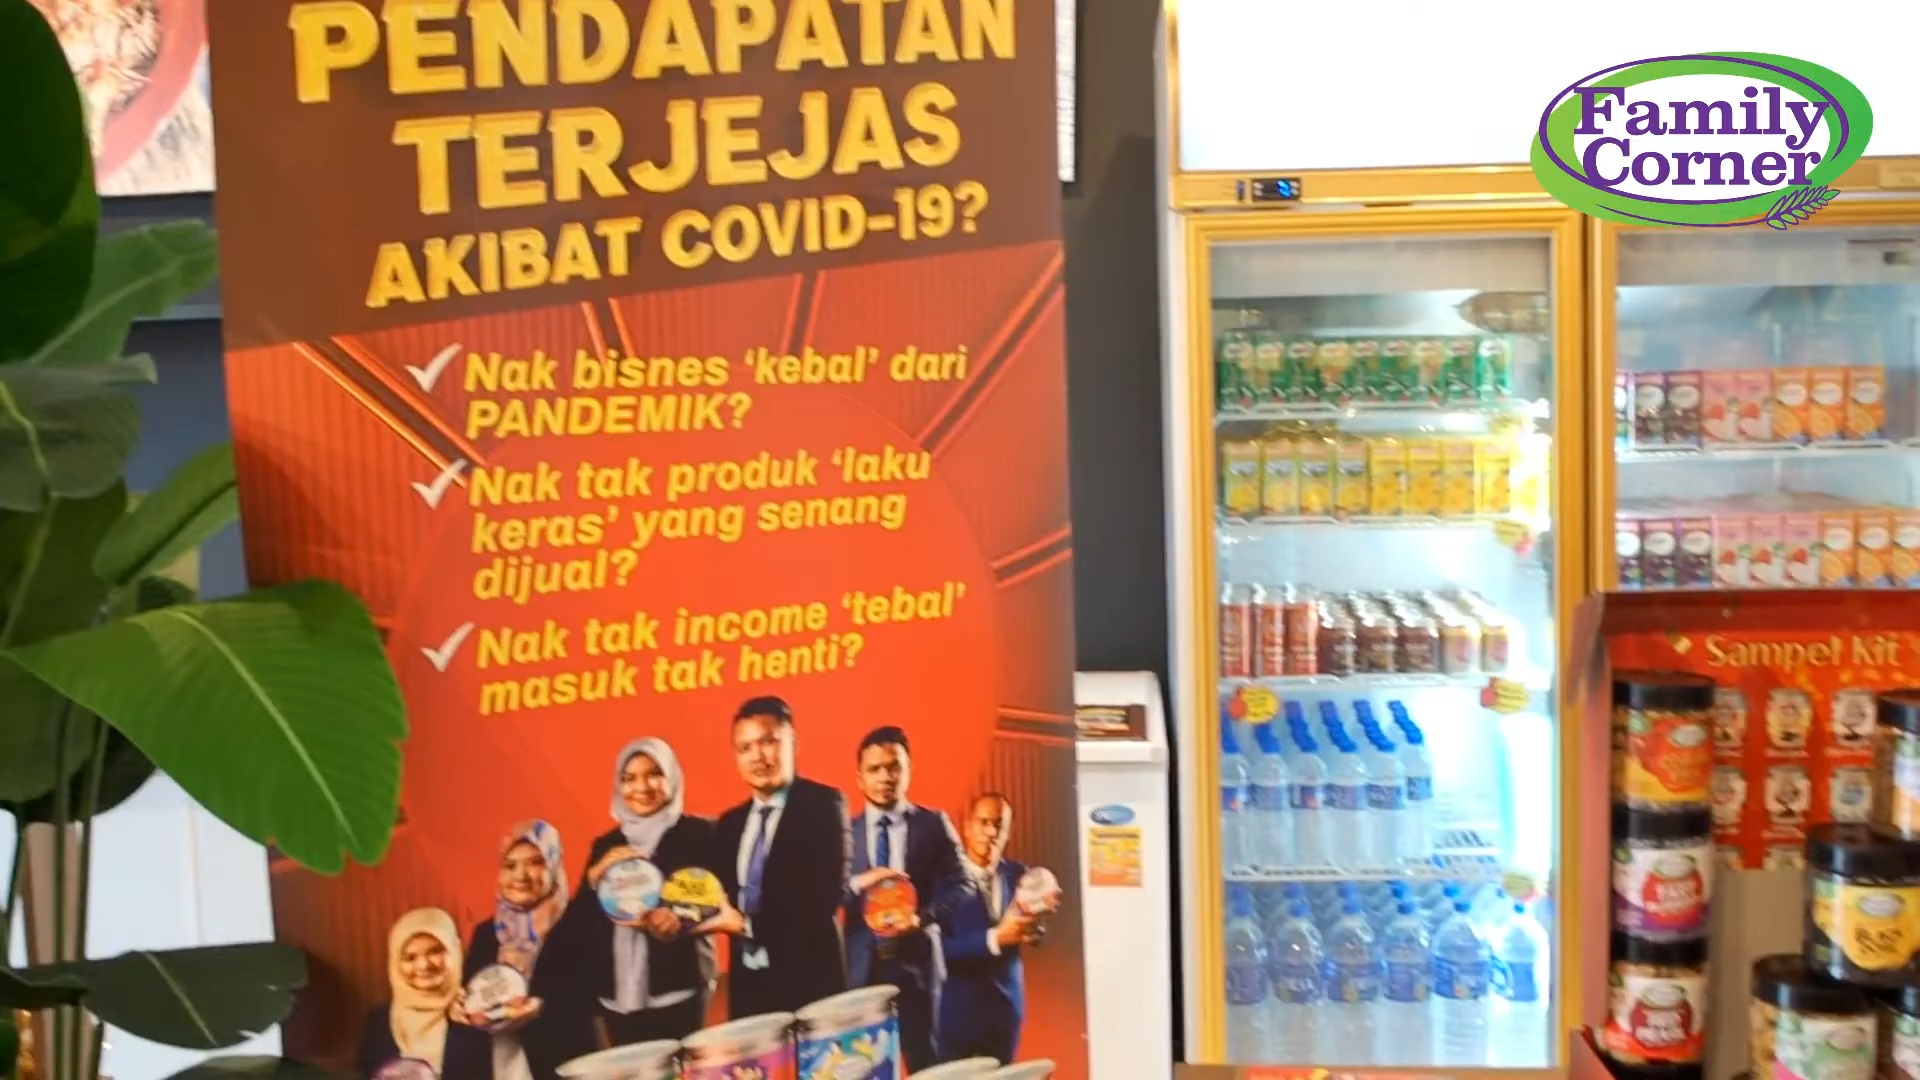 PENDAPATAN
TERJEJAS
AKIBAT COVID-19?
Nak bisnes 'kebal' dari
PANDEMIK?
Nak tak produk 'laku
keras' yang senang
dijual?
Nak tak income 'tebal'
masuk tak henti?
Family
Corner
Sampel Kit